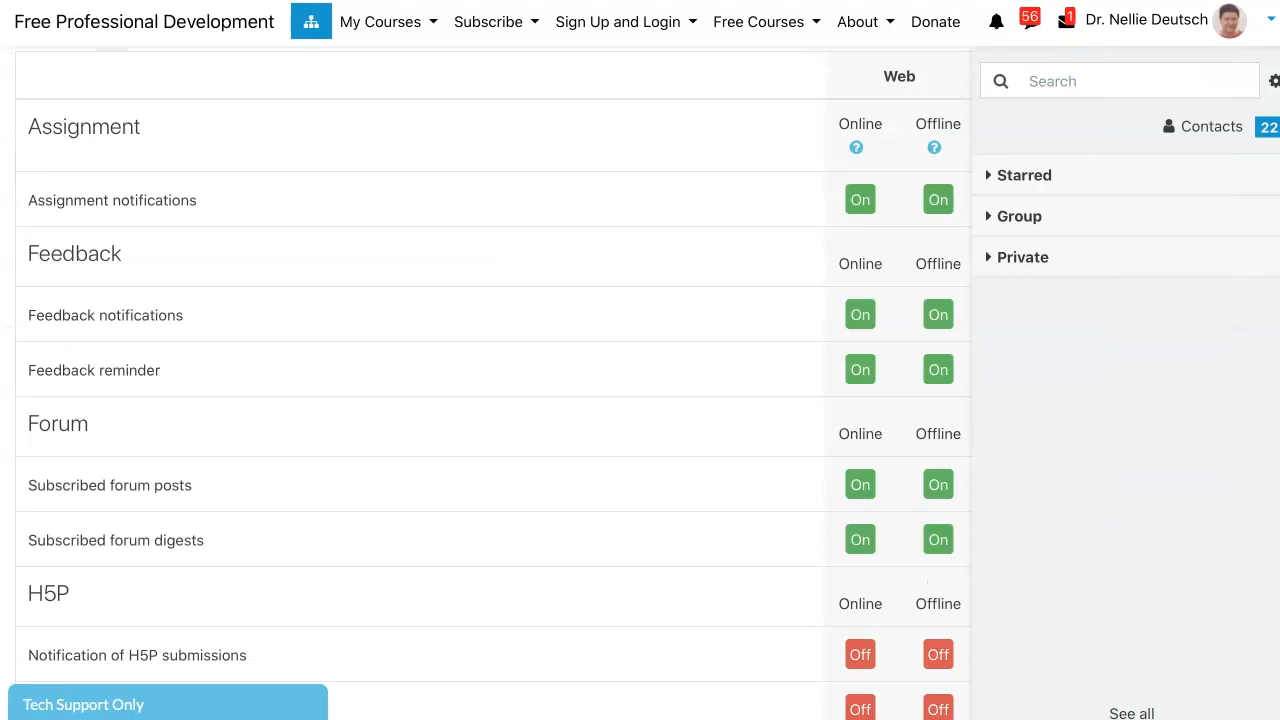 Free Professional Development My Courses Subscribe Sign Up and Login Free Courses About Donate 56 1 Dr. Nellie Deutsch
Web
Search
Assignment Online Offline
? ?
Contacts 22
Starred
Assignment notifications On On
Group
Feedback Online Offline
Private
Feedback notifications On On
Feedback reminder On On
Forum Online Offline
Subscribed forum posts On On
Subscribed forum digests On On
H5P Online Offline
Notification of H5P submissions Off Off
Tech Support Only Off Off
See all